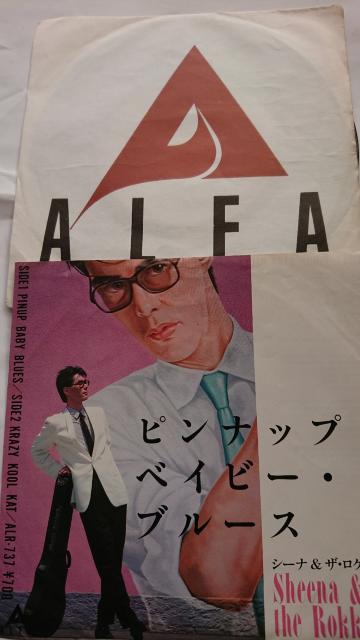 ALFA
SIDE1 PINUP BABY BLUES/SIDE2 KRAZY KOOL KAT/ALR-737 ¥700
ピンナップ
ベイビー・
ブルース
シーナ&ザ・ロケ
Sheena &
the Rokk